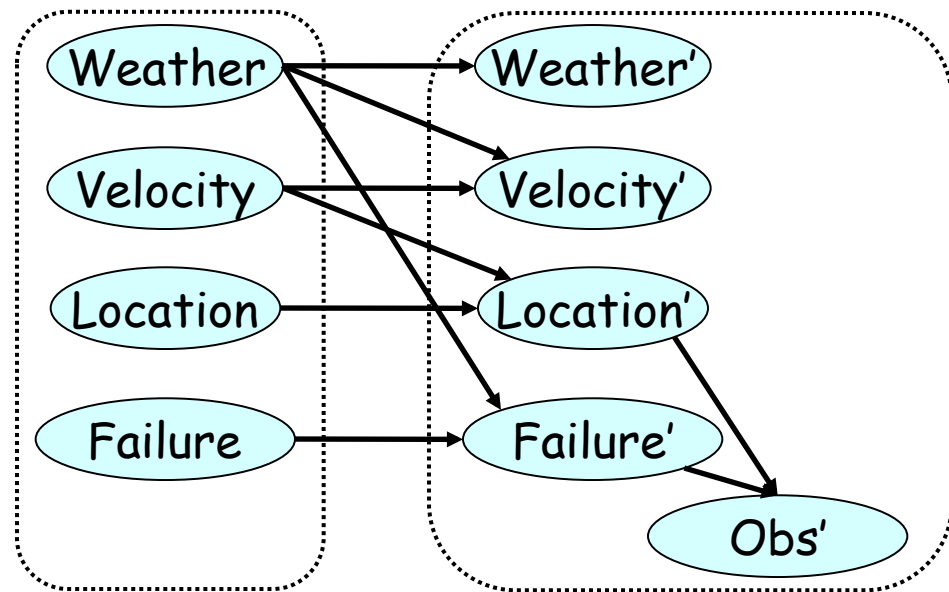 Weather
Weather'
Velocity
Velocity'
Location
Location'
Failure
Failure'
Obs'